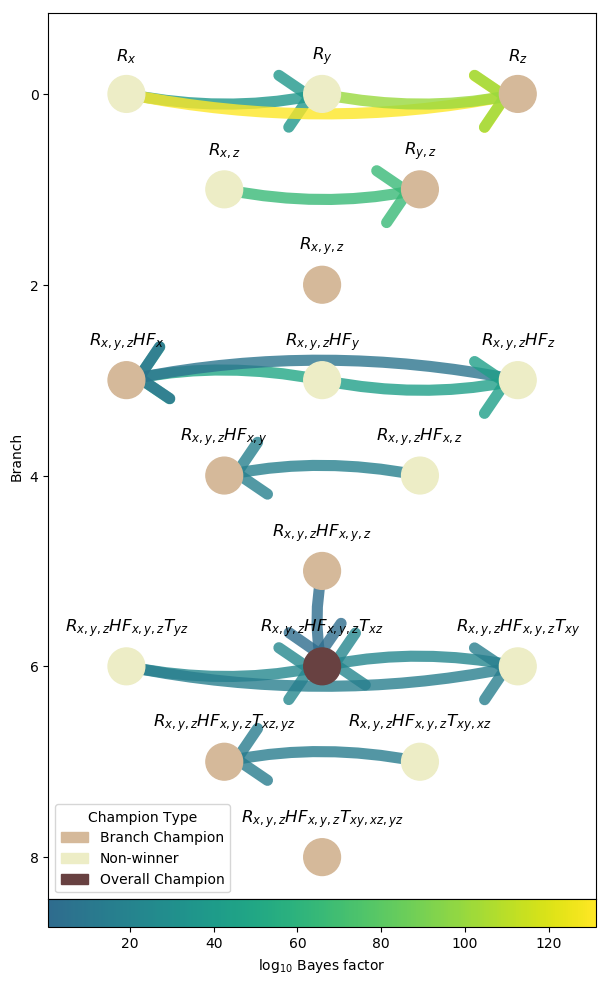 R_x R_y R_z
0
R_{x,z} R_{y,z}
R_{x,y,z}
2
R_{x,y,z}HF_x R_{x,y,z}HF_y R_{x,y,z}HF_z
R_{x,y,z}HF_{x,y} R_{x,y,z}HF_{x,z}
Branch
4
R_{x,y,z}HF_{x,y,z}
R_{x,y,z}HF_{x,y,z}T_{yz} R_{x,y,z}HF_{x,y,z}T_{xz} R_{x,y,z}HF_{x,y,z}T_{xy}
6
R_{x,y,z}HF_{x,y,z}T_{xz,yz} R_{x,y,z}HF_{x,y,z}T_{xy,xz}
R_{x,y,z}HF_{x,y,z}T_{xy,xz,yz}
Champion Type
Branch Champion
Non-winner
Overall Champion
8
20 40 60 80 100 120
log_{10} Bayes factor